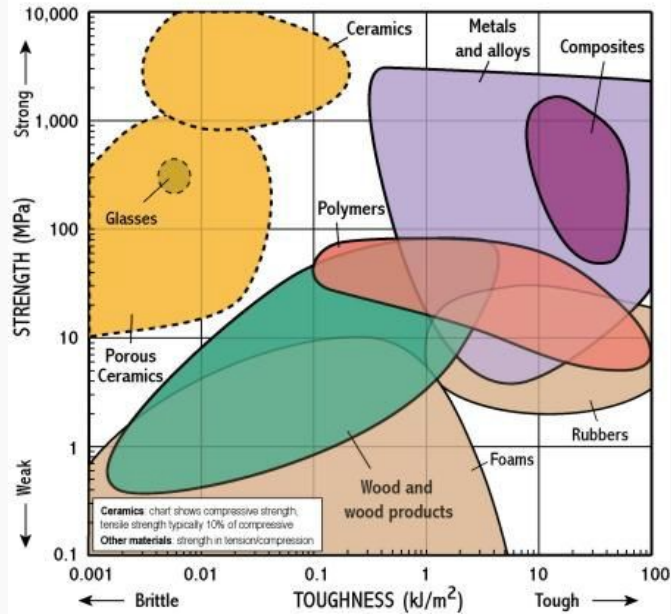 10,000
1,000
100
10
1
0.1
Strong
STRENGTH (MPa)
Weak
Ceramics
Metals
and alloys
Composites
Glasses
Polymers
Porous
Ceramics
Rubbers
Foams
Wood and
wood products
Ceramics: chart shows compressive strength,
tensile strength typically 10% of compressive
Other materials: strength in tension/compression
0.001
0.01
0.1
1
10
100
Brittle
TOUGHNESS (kJ/m²)
Tough